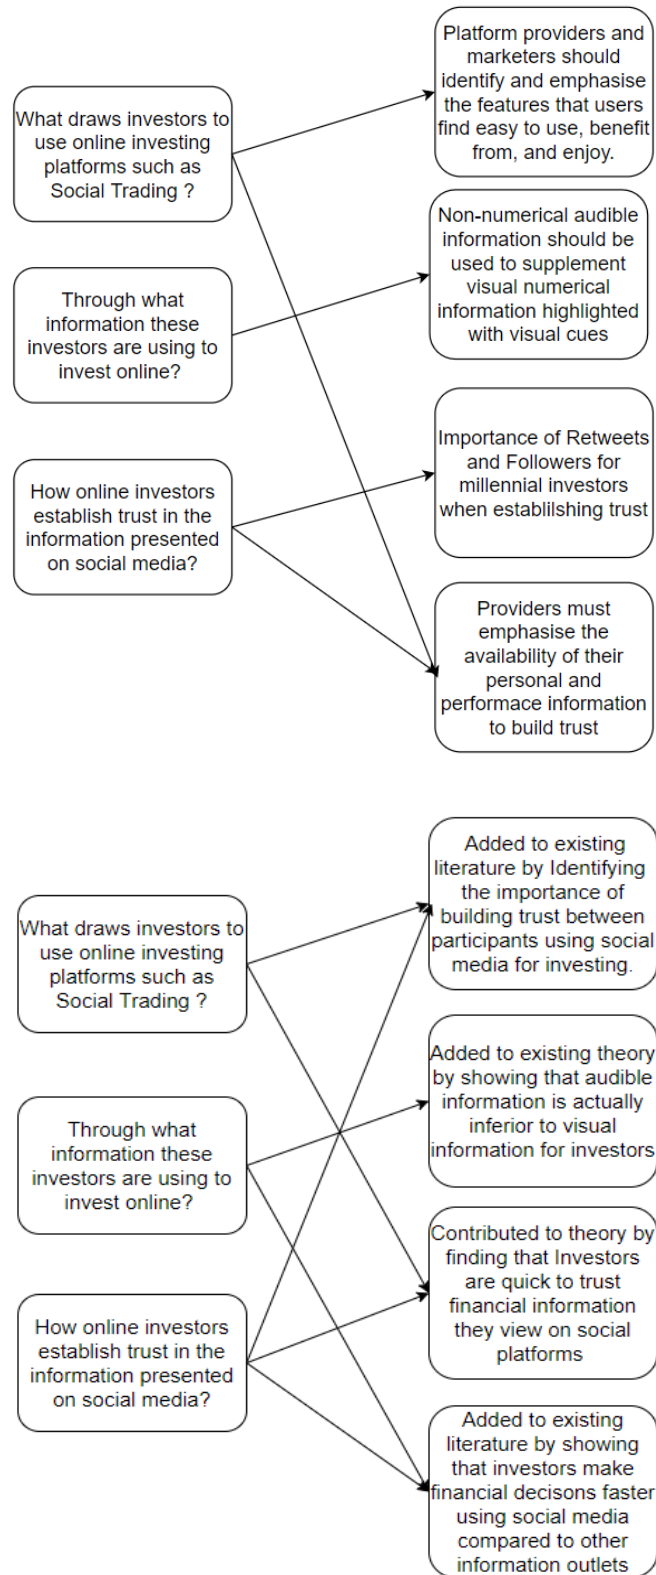 Platform providers and
marketers should
identify and emphasise
the features that users
find easy to use, benefit
from, and enjoy.
What draws investors to
use online investing
platforms such as
Social Trading ?
Non-numerical audible
information should be
used to supplement
visual numerical
information highlighted
with visual cues
Through what
information these
investors are using to
invest online?
Importance of Retweets
and Followers for
millennial investors
when establilshing trust
How online investors
establish trust in the
information presented
on social media?
Providers must
emphasise the
availability of their
personal and
performace information
to build trust
Added to existing
literature by Identifying
the importance of
building trust between
participants using social
media for investing.
What draws investors to
use online investing
platforms such as
Social Trading ?
Added to existing theory
by showing that audible
information is actually
inferior to visual
information for investors
Through what
information these
investors are using to
invest online?
Contributed to theory by
finding that Investors
are quick to trust
financial information
they view on social
platforms
How online investors
establish trust in the
information presented
on social media?
Added to existing
literature by showing
that investors make
financial decisons faster
using social media
compared to other
information outlets